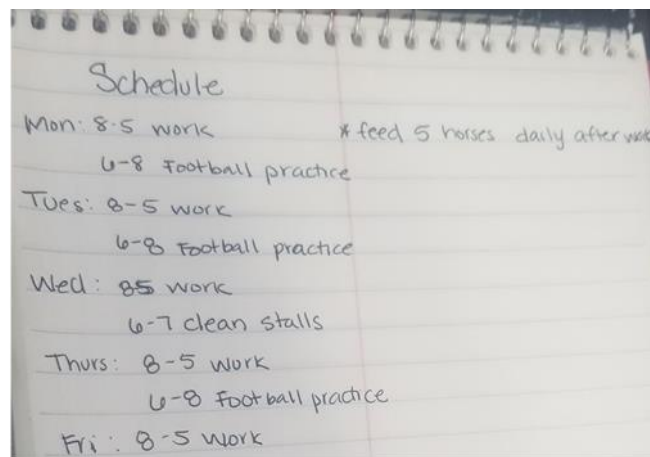 Schedule
Mon: 8-5 work * feed 5 horses daily after work
6-8 Football practice
Tues: 8-5 work
6-8 Football practice
Wed: 85 work
6-7 clean stalls
Thurs: 8-5 work
6-8 Football practice
Fri: 8-5 work